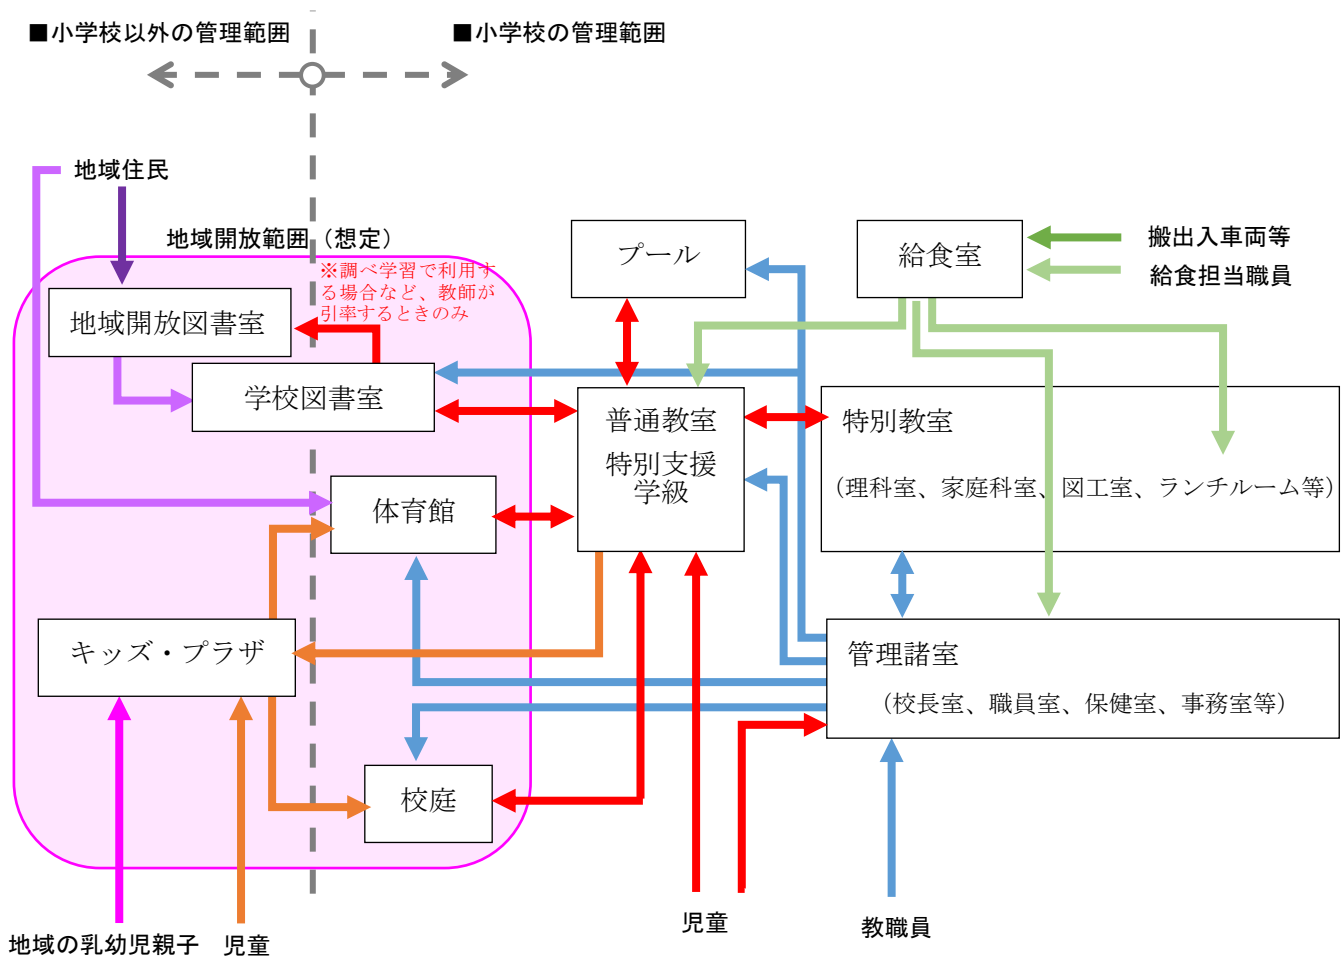 ■小学校以外の管理範囲
■小学校の管理範囲
地域住民
地域開放範囲（想定）
※調べ学習で利用す
る場合など、教師が
引率するときのみ
プール
給食室
搬出入車両等
給食担当職員
地域開放図書室
学校図書室
普通教室
特別支援
学級
特別教室
（理科室、家庭科室、図工室、ランチルーム等）
体育館
キッズ・プラザ
管理諸室
（校長室、職員室、保健室、事務室等）
校庭
地域の乳幼児親子
児童
児童
教職員